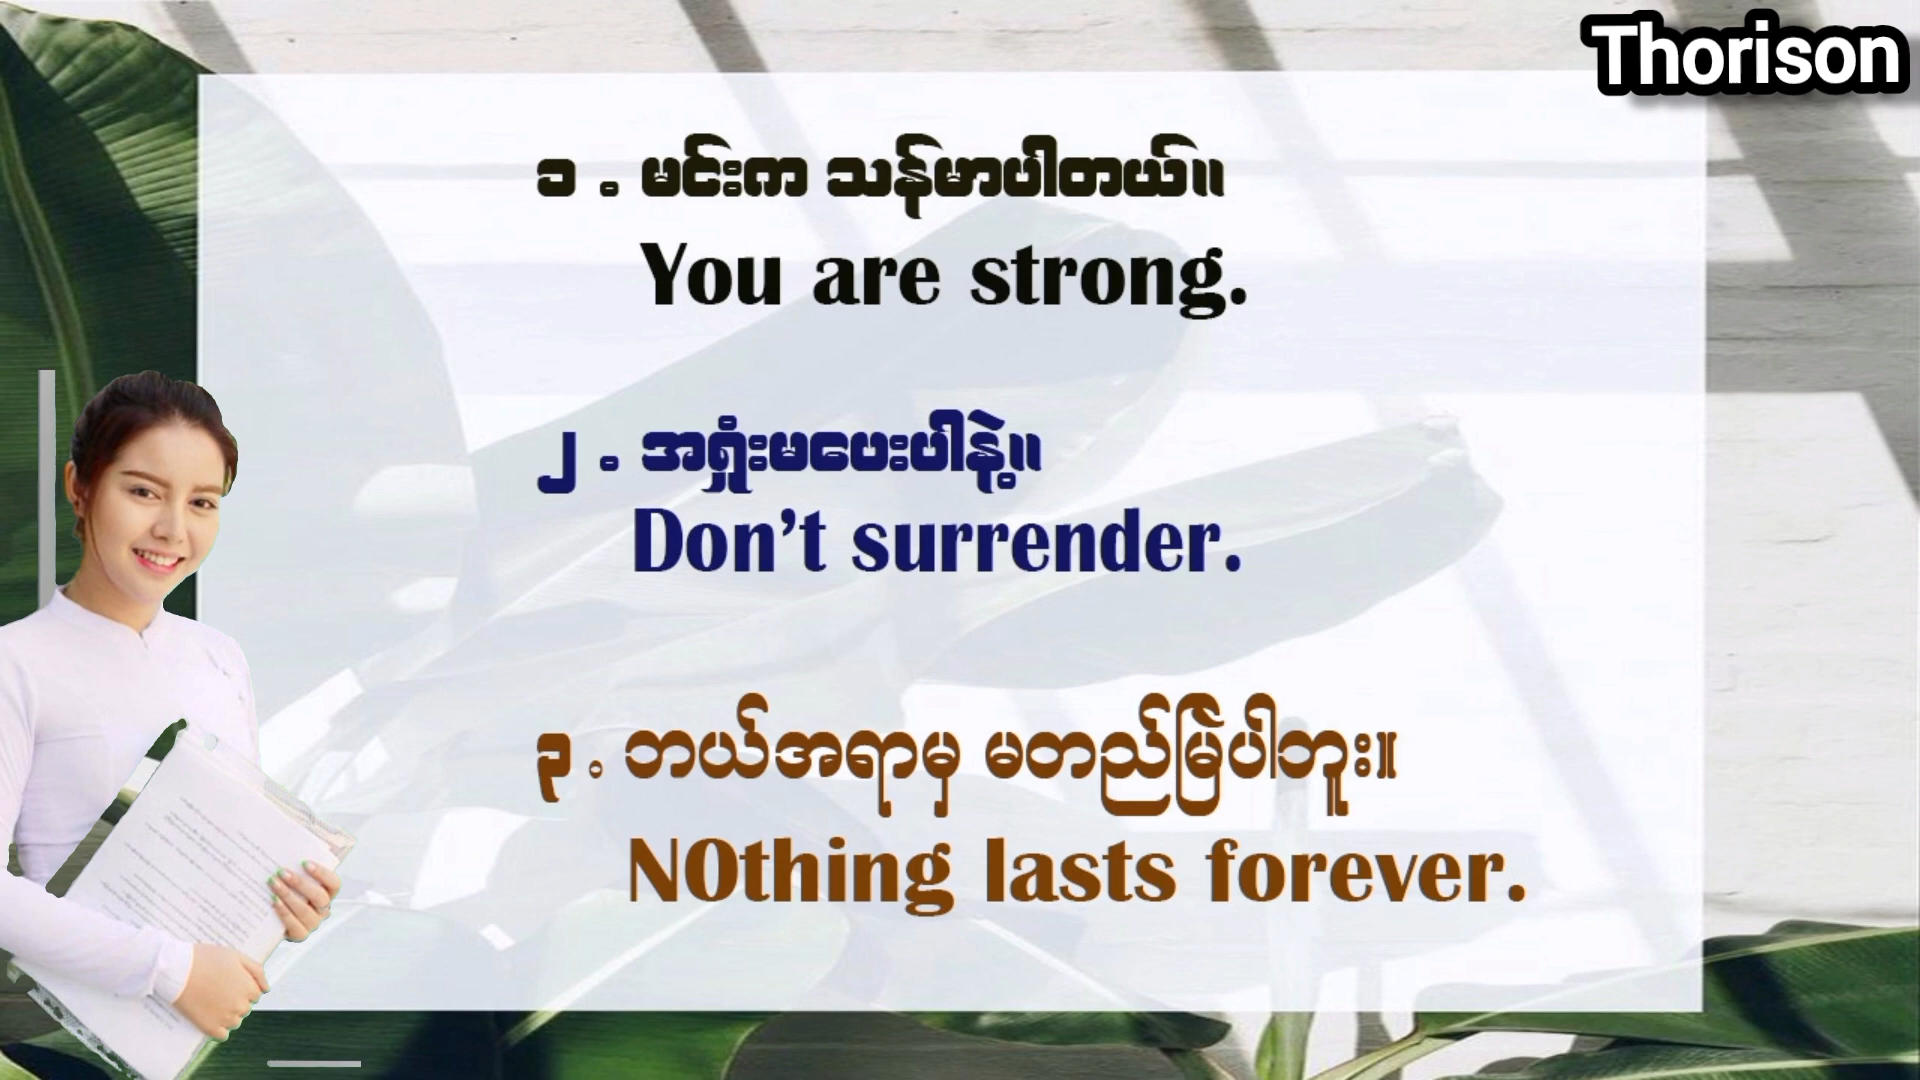 Thorison
၁ . မင်းက သန်မာပါတယ်။
You are strong.
၂ . အရှုံးမပေးပါနဲ့။
Don't surrender.
၃ . ဘယ်အရာမှ မတည်မြဲပါဘူး။
NOthing lasts forever.